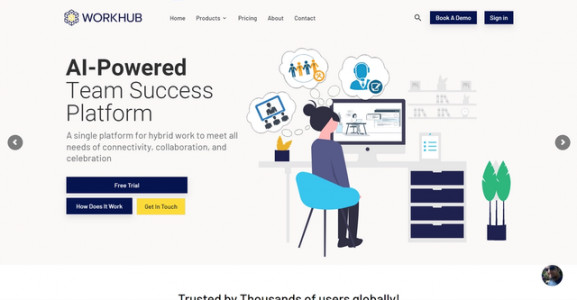 WORKHUB
Home Products Pricing About Contact
Book A Demo Sign in
AI-Powered
Team Success
Platform
A single platform for hybrid work to meet all
needs of connectivity, collaboration, and
celebration
Free Trial
How Does It Work Get In Touch
Trusted by Thousands of users globally!